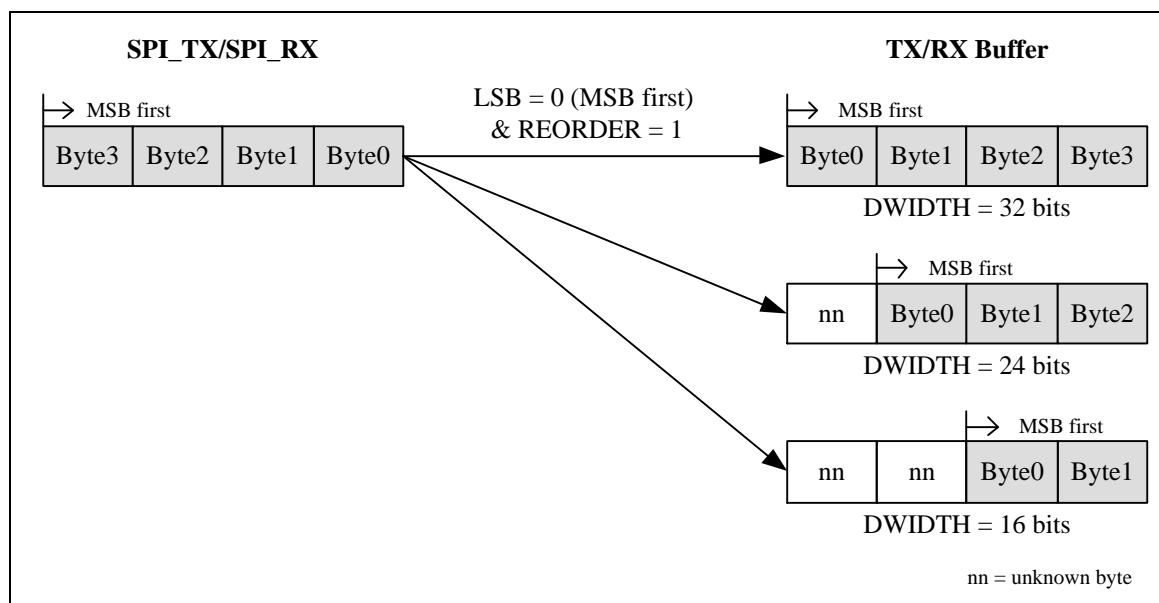 SPI_TX/SPI_RX
TX/RX Buffer
MSB first
LSB = 0 (MSB first)
& REORDER = 1
MSB first
Byte3 Byte2 Byte1 Byte0
Byte0 Byte1 Byte2 Byte3
DWIDTH = 32 bits
MSB first
nn Byte0 Byte1 Byte2
DWIDTH = 24 bits
MSB first
nn nn Byte0 Byte1
DWIDTH = 16 bits
nn = unknown byte